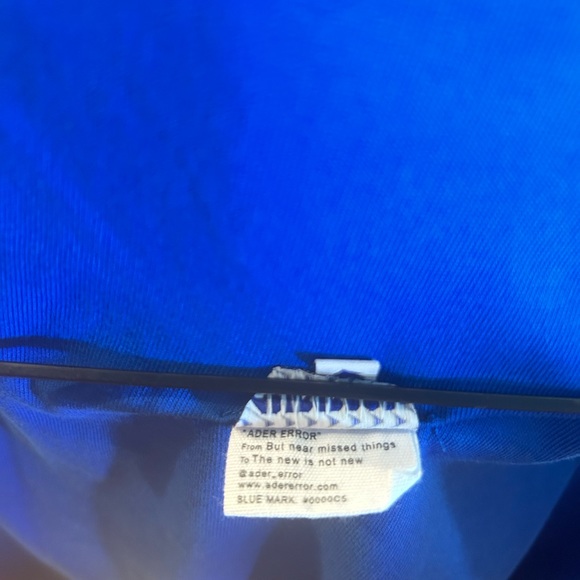 "ADER ERROR"
From But near missed things
To The new is not new
@ader_error
www.adererror.com
BLUE MARK #0000C5